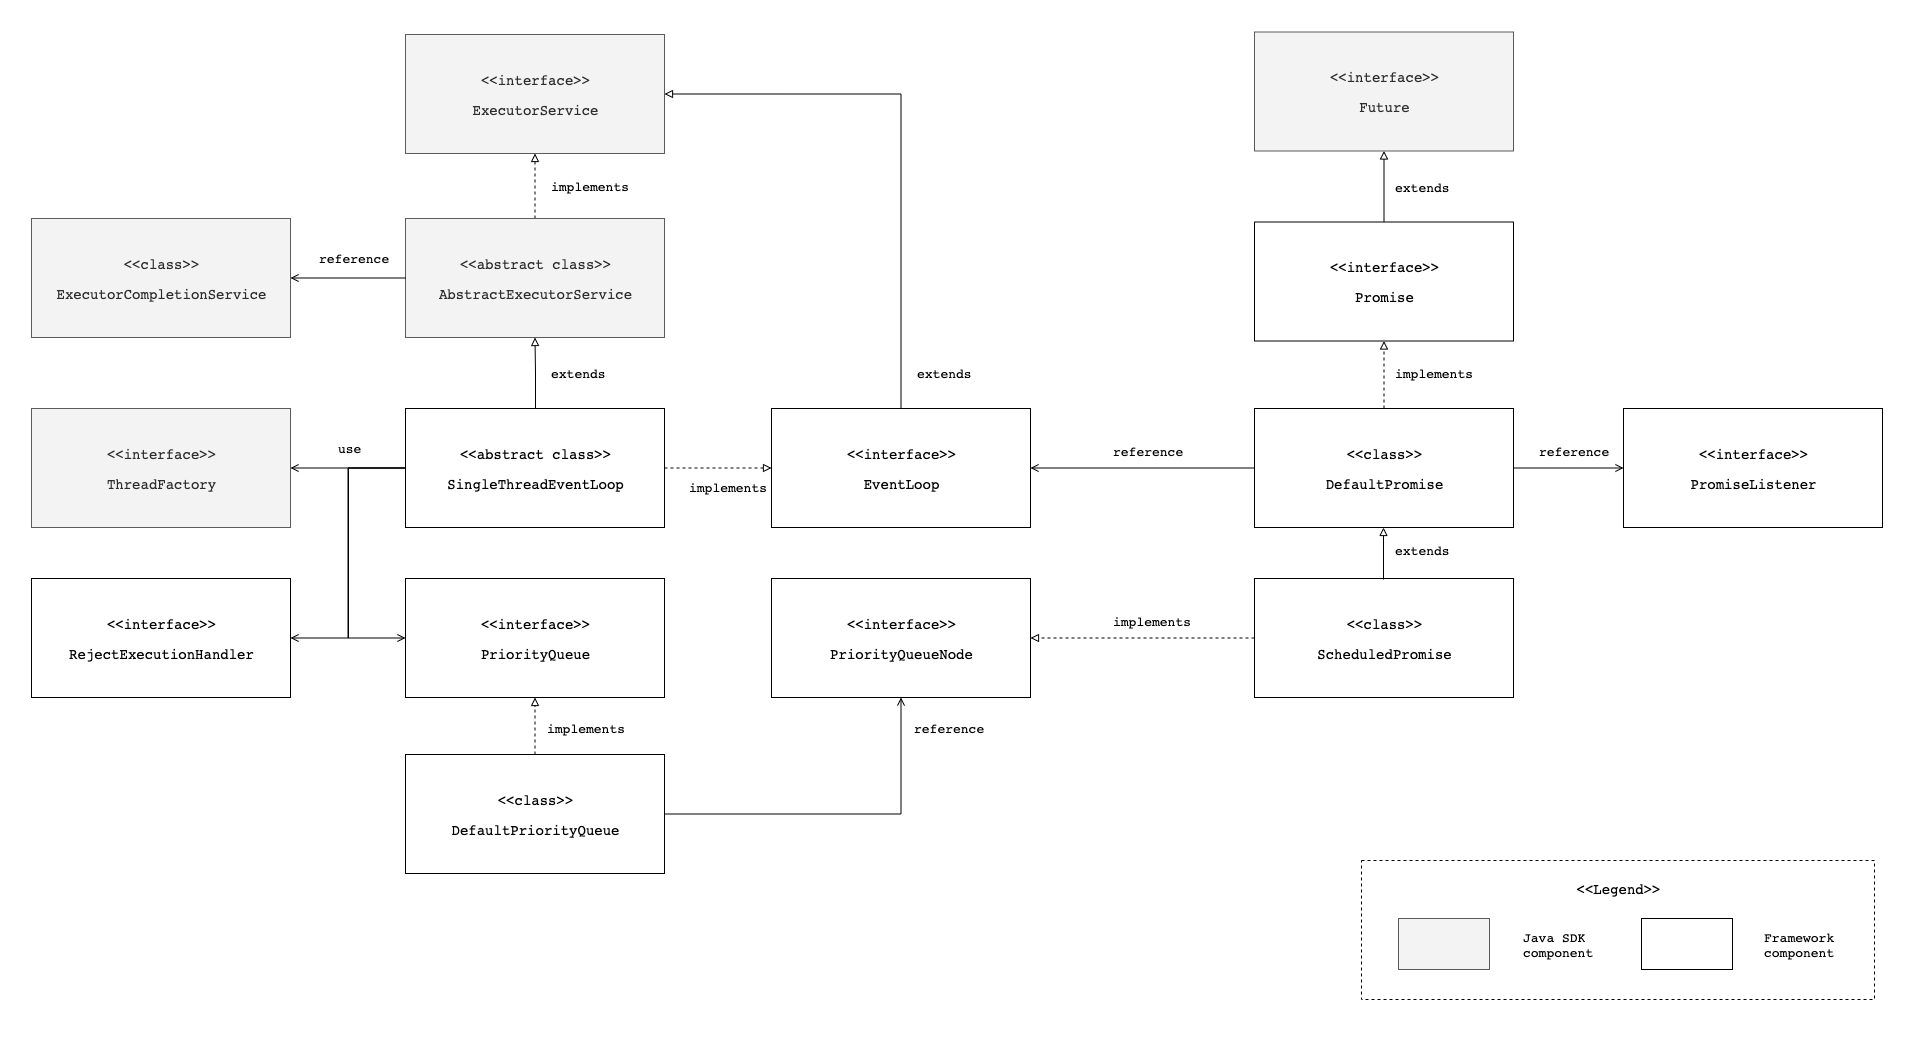 <<interface>>
ExecutorService
<<interface>>
Future
implements
extends
<<class>>
ExecutorCompletionService
reference
<<abstract class>>
AbstractExecutorService
<<interface>>
Promise
extends
extends
implements
<<interface>>
ThreadFactory
use
<<abstract class>>
SingleThreadEventLoop
implements
<<interface>>
EventLoop
reference
<<class>>
DefaultPromise
reference
<<interface>>
PromiseListener
extends
<<interface>>
RejectExecutionHandler
<<interface>>
PriorityQueue
<<interface>>
PriorityQueueNode
implements
<<class>>
ScheduledPromise
implements
reference
<<class>>
DefaultPriorityQueue
<<Legend>>
Java SDK
component
Framework
component